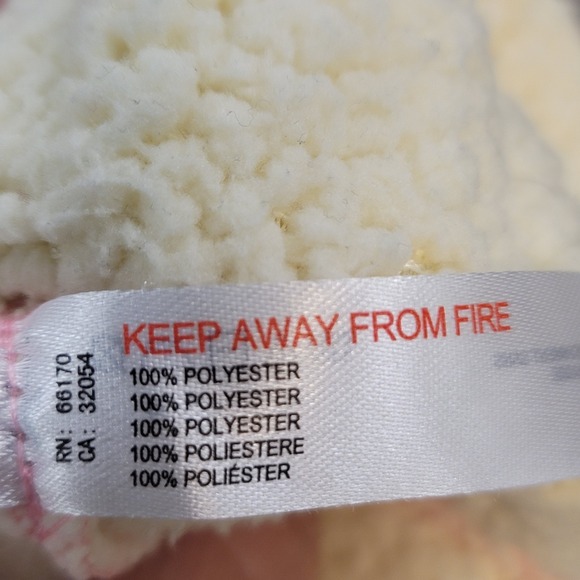 KEEP AWAY FROM FIRE
100% POLYESTER
100% POLYESTER
100% POLYESTER
100% POLIESTERE
100% POLIÉSTER
RN: 66170
CA: 32054